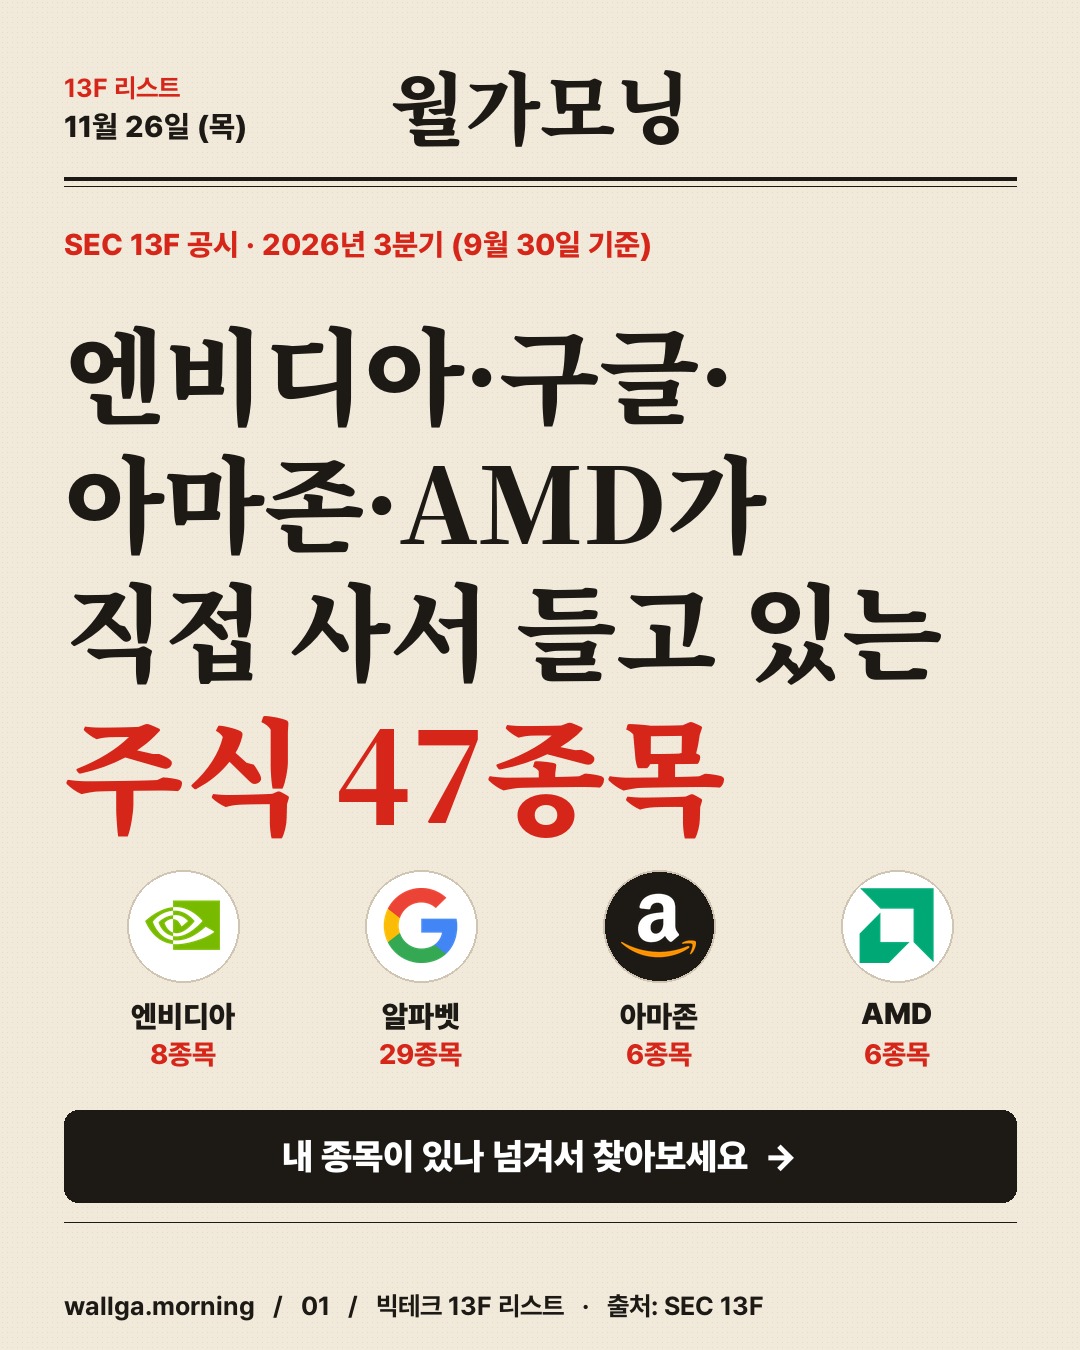 13F 리스트
11월 26일 (목)
월가모닝
SEC 13F 공시 · 2026년 3분기 (9월 30일 기준)
엔비디아·구글·
아마존·AMD가
직접 사서 들고 있는
주식 47종목
엔비디아
8종목
알파벳
29종목
아마존
6종목
AMD
6종목
내 종목이 있나 넘겨서 찾아보세요 →
wallga.morning / 01 / 빅테크 13F 리스트 · 출처: SEC 13F